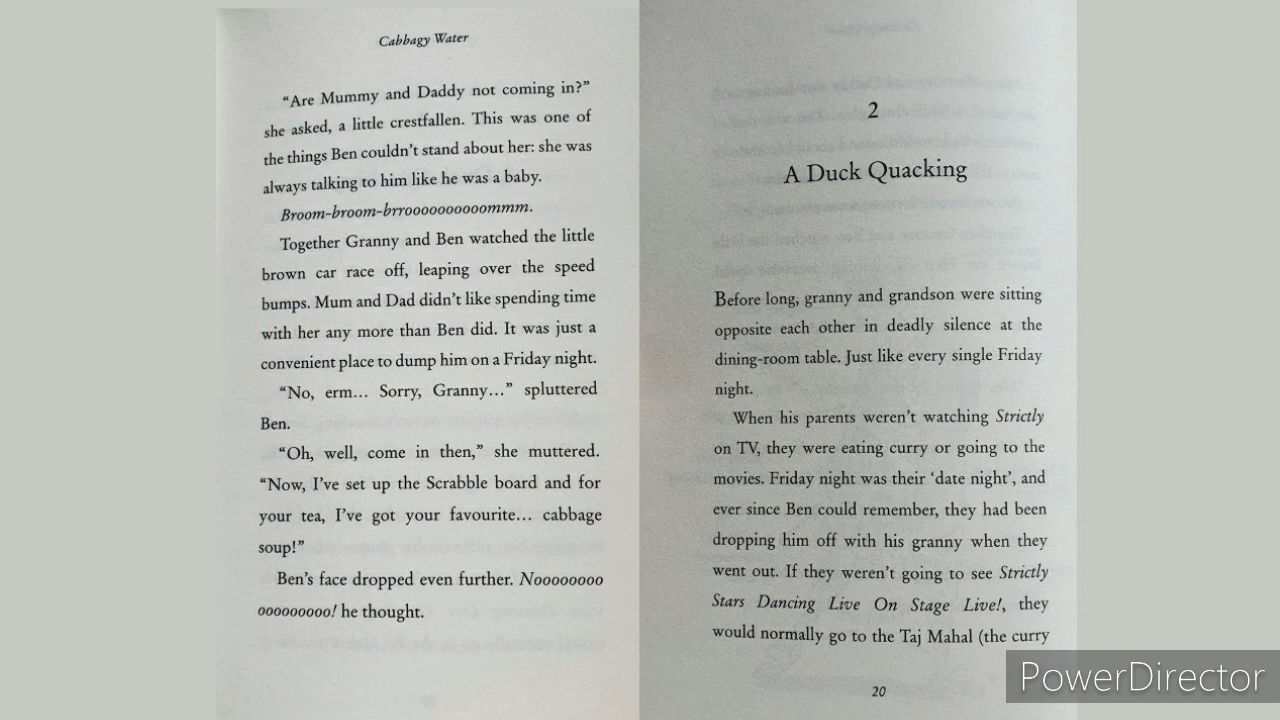 Cabbagy Water
“Are Mummy and Daddy not coming in?”
she asked, a little crestfallen. This was one of
the things Ben couldn’t stand about her: she was
always talking to him like he was a baby.
Broom-broom-brroooooooooommm.
Together Granny and Ben watched the little
brown car race off, leaping over the speed
bumps. Mum and Dad didn’t like spending time
with her any more than Ben did. It was just a
convenient place to dump him on a Friday night.
“No, erm… Sorry, Granny…” spluttered
Ben.
“Oh, well, come in then,” she muttered.
“Now, I’ve set up the Scrabble board and for
your tea, I’ve got your favourite… cabbage
soup!”
Ben’s face dropped even further. Noooooooo
ooooooooo! he thought.
2
A Duck Quacking
Before long, granny and grandson were sitting
opposite each other in deadly silence at the
dining-room table. Just like every single Friday
night.
When his parents weren’t watching Strictly
on TV, they were eating curry or going to the
movies. Friday night was their ‘date night’, and
ever since Ben could remember, they had been
dropping him off with his granny when they
went out. If they weren’t going to see Strictly
Stars Dancing Live On Stage Live!, they
would normally go to the Taj Mahal (the curry
20
PowerDirector